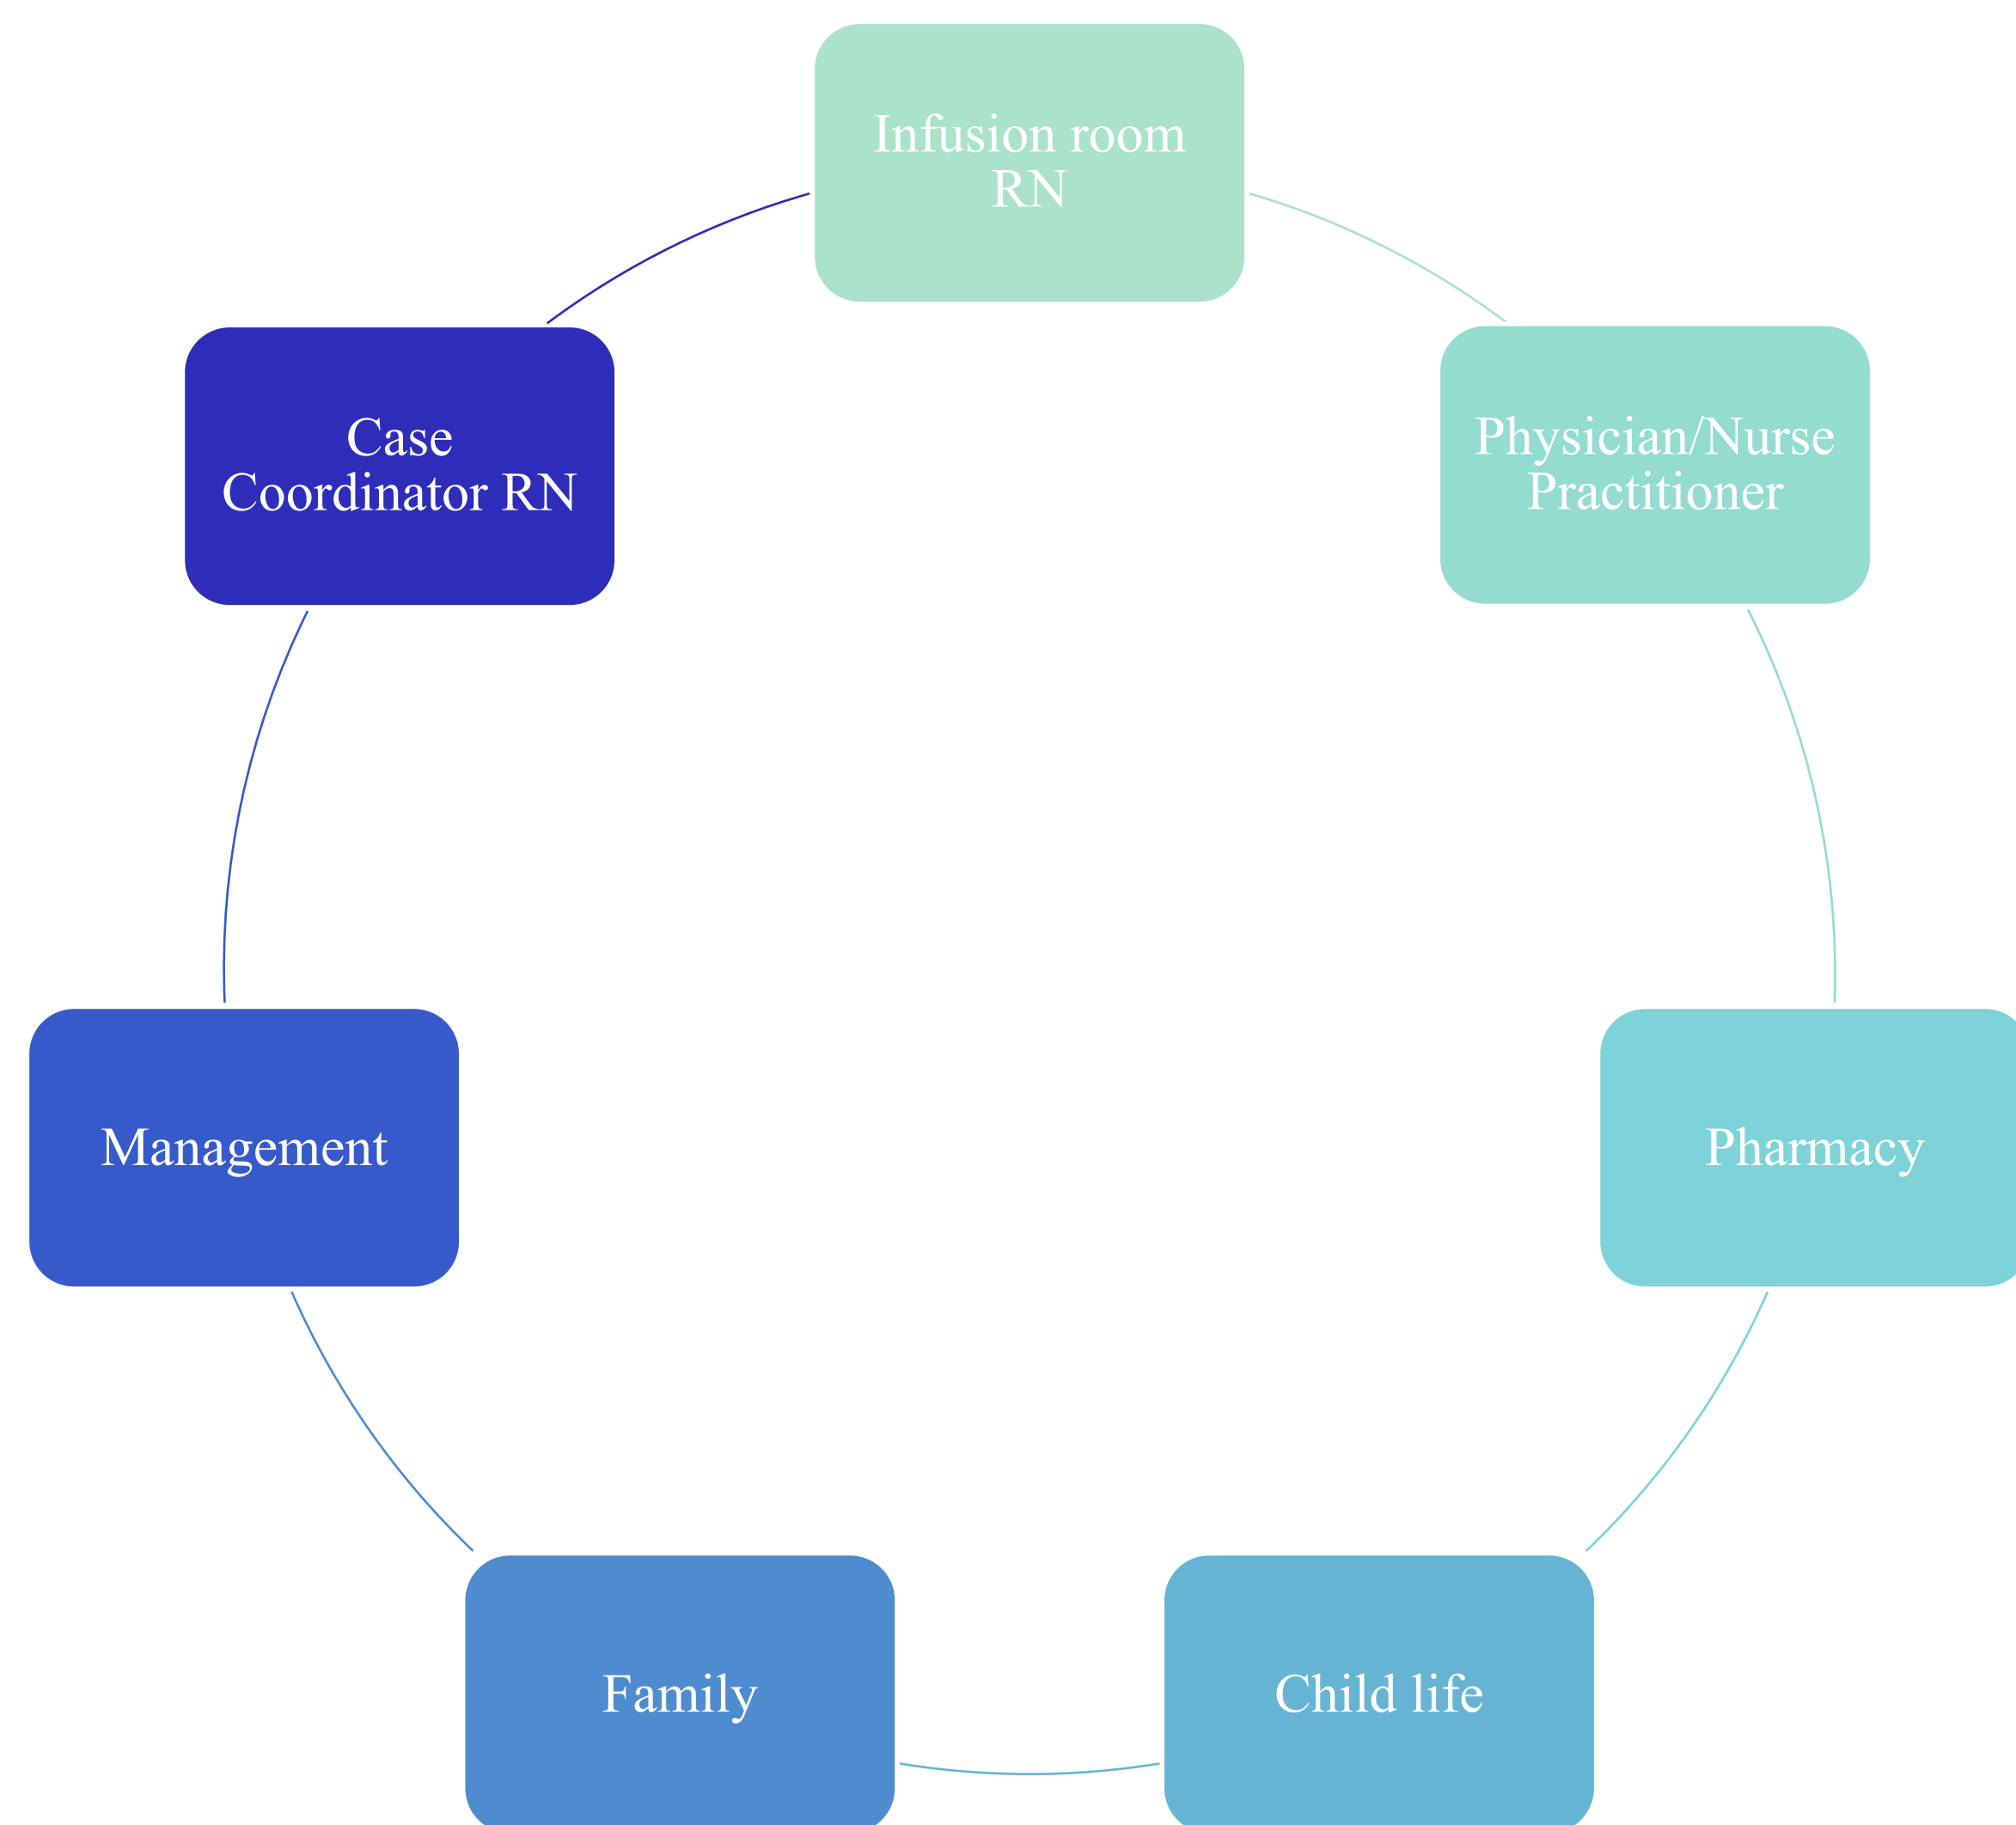 Infusion room
RN
Case
Coordinator RN
Physician/Nurse
Practitioner
Management
Pharmacy
Family
Child life